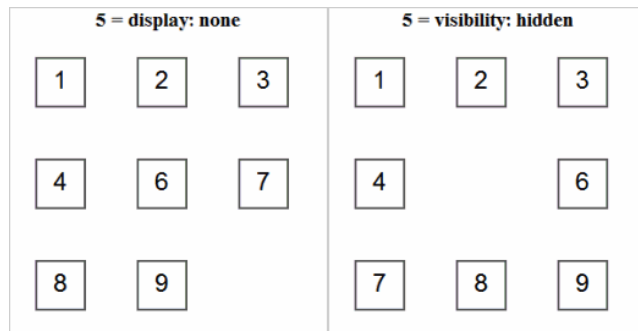 5 = display: none
1 2 3
4 6 7
8 9
5 = visibility: hidden
1 2 3
4 6
7 8 9